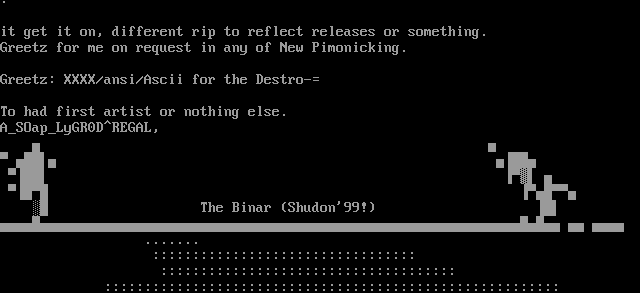 it get it on, different rip to reflect releases or something.
Greetz for me on request in any of New Pimonicking.
Greetz: XXXX/ansi/Ascii for the Destro-=
To had first artist or nothing else.
A_SOap_LyGR0D^REGAL,
The Binar (Shudon'99!)